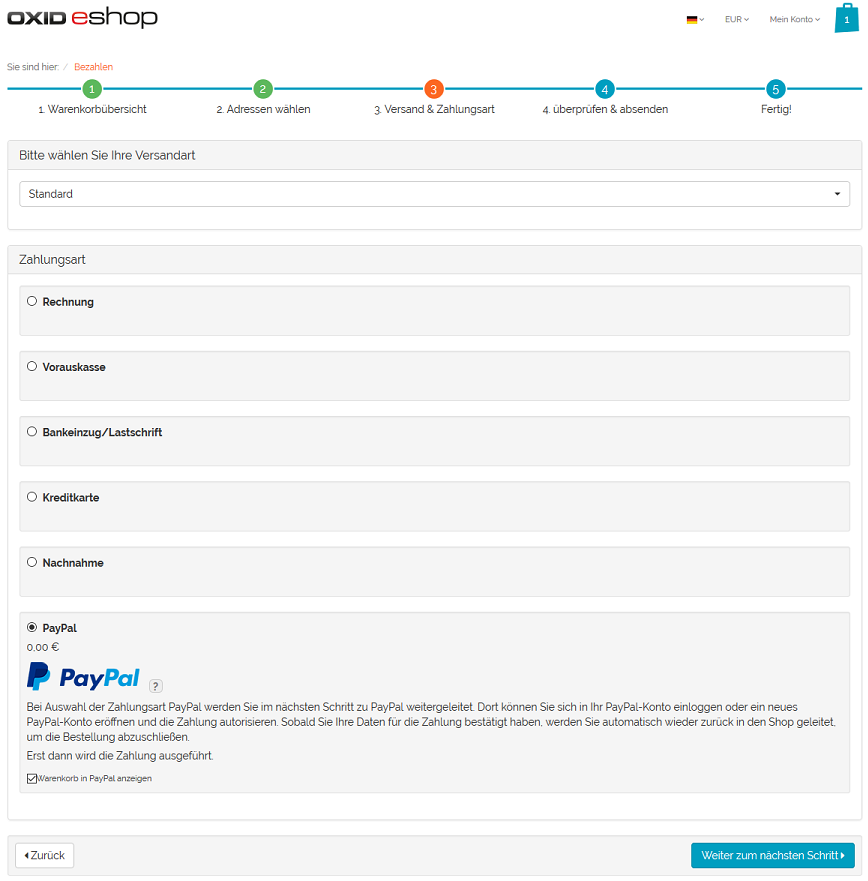 OXID eshop
EUR
Mein Konto
1
Sie sind hier: / Bezahlen
1
2
3
4
5
1. Warenkorbübersicht
2. Adressen wählen
3. Versand & Zahlungsart
4. überprüfen & absenden
Fertig!
Bitte wählen Sie Ihre Versandart
Standard
Zahlungsart
Rechnung
Vorauskasse
Bankeinzug/Lastschrift
Kreditkarte
Nachnahme
PayPal
0,00 €
PayPal
?
Bei Auswahl der Zahlungsart PayPal werden Sie im nächsten Schritt zu PayPal weitergeleitet. Dort können Sie sich in Ihr PayPal-Konto einloggen oder ein neues
PayPal-Konto eröffnen und die Zahlung autorisieren. Sobald Sie Ihre Daten für die Zahlung bestätigt haben, werden Sie automatisch wieder zurück in den Shop geleitet,
um die Bestellung abzuschließen.
Erst dann wird die Zahlung ausgeführt.
Warenkorb in PayPal anzeigen
Zurück
Weiter zum nächsten Schritt